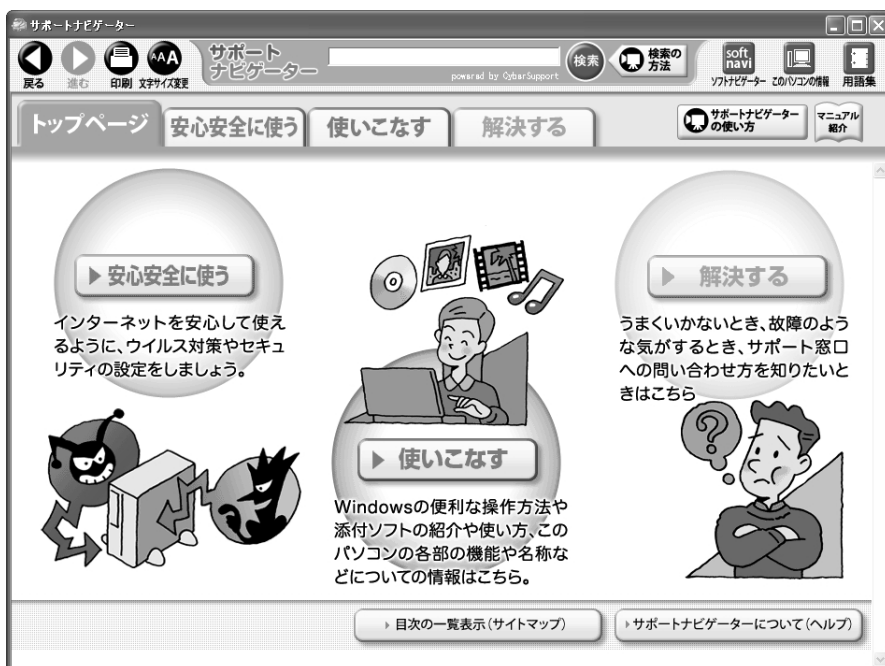 サポートナビゲーター
戻る
進む
印刷
AAA
文字サイズ変更
サポート
ナビゲーター
powered by CyberSupport
検索
検索の
方法
soft
navi
ソフトナビゲーター
このパソコンの情報
用語集
トップページ
安心安全に使う
使いこなす
解決する
サポートナビゲーター
の使い方
マニュアル
紹介
安心安全に使う
インターネットを安心して使え
るように、ウイルス対策やセキュ
リティの設定をしましょう。
使いこなす
Windowsの便利な操作方法や
添付ソフトの紹介や使い方、この
パソコンの各部の機能や名称な
どについての情報はこちら。
解決する
うまくいかないとき、故障のよう
な気がするとき、サポート窓口
への問い合わせ方を知りたいと
きはこちら
?
目次の一覧表示(サイトマップ)
サポートナビゲーターについて(ヘルプ)